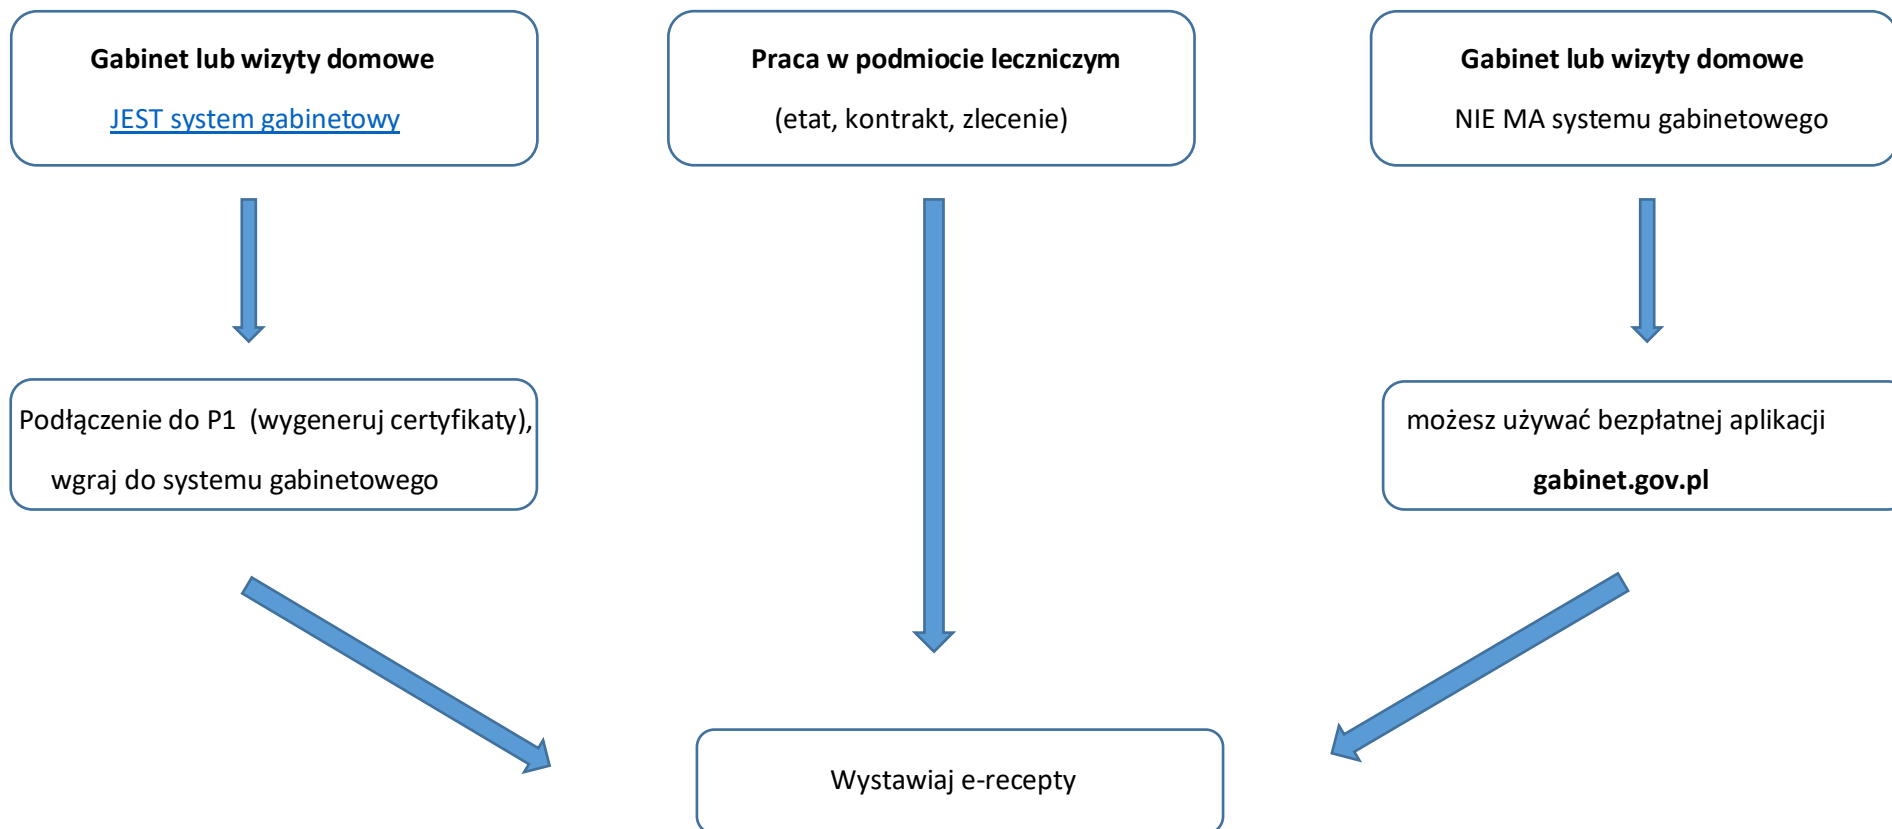 Gabinet lub wizyty domowe
JEST system gabinetowy
Praca w podmiocie leczniczym
(etat, kontrakt, zlecenie)
Gabinet lub wizyty domowe
NIE MA systemu gabinetowego
Podłączenie do P1 (wygeneruj certyfikaty),
wgraj do systemu gabinetowego
możesz używać bezpłatnej aplikacji
gabinet.gov.pl
Wystawiaj e-recepty